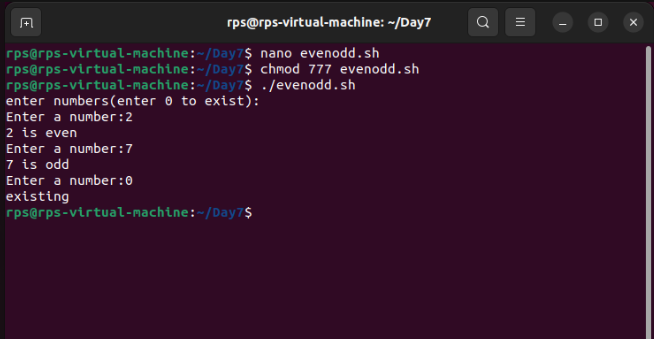 rps@rps-virtual-machine: ~/Day7
rps@rps-virtual-machine:~/Day7$ nano evenodd.sh
rps@rps-virtual-machine:~/Day7$ chmod 777 evenodd.sh
rps@rps-virtual-machine:~/Day7$ ./evenodd.sh
enter numbers(enter 0 to exist):
Enter a number:2
2 is even
Enter a number:7
7 is odd
Enter a number:0
existing
rps@rps-virtual-machine:~/Day7$